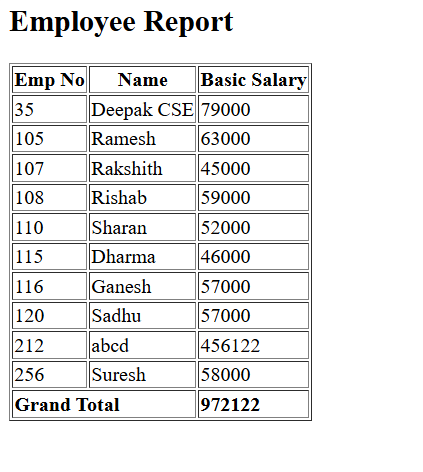 Employee Report
Emp No Name Basic Salary
35 Deepak CSE 79000
105 Ramesh 63000
107 Rakshith 45000
108 Rishab 59000
110 Sharan 52000
115 Dharma 46000
116 Ganesh 57000
120 Sadhu 57000
212 abcd 456122
256 Suresh 58000
Grand Total 972122